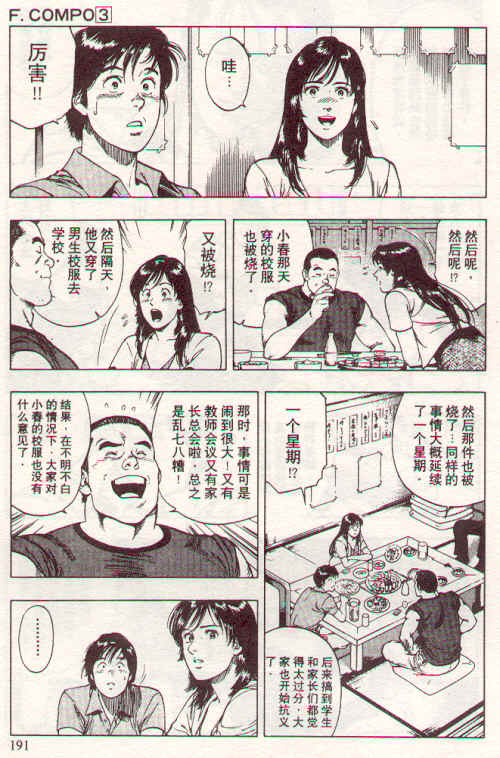 F. COMPO 3
哇…
厉害!!
然后呢，
然后呢!?
小春那天
穿的校服
也被烧了．
又被烧!?
然后隔天，
他又穿了
男生校服去
学校．
然后那件也被
烧了…同样的
事情大概延续
了一个星期．
一个星期!?
后来搞到学生
和家长们都觉
得太过分．大
家也开始抗义
了．
那时．事情可是
闹到很大！又有
教师会议又有家
长总会啦．总之
是乱七八糟！
结果．在不明不白
的情况下．大家对
小春的校服也没有
什么意见了．
………
191